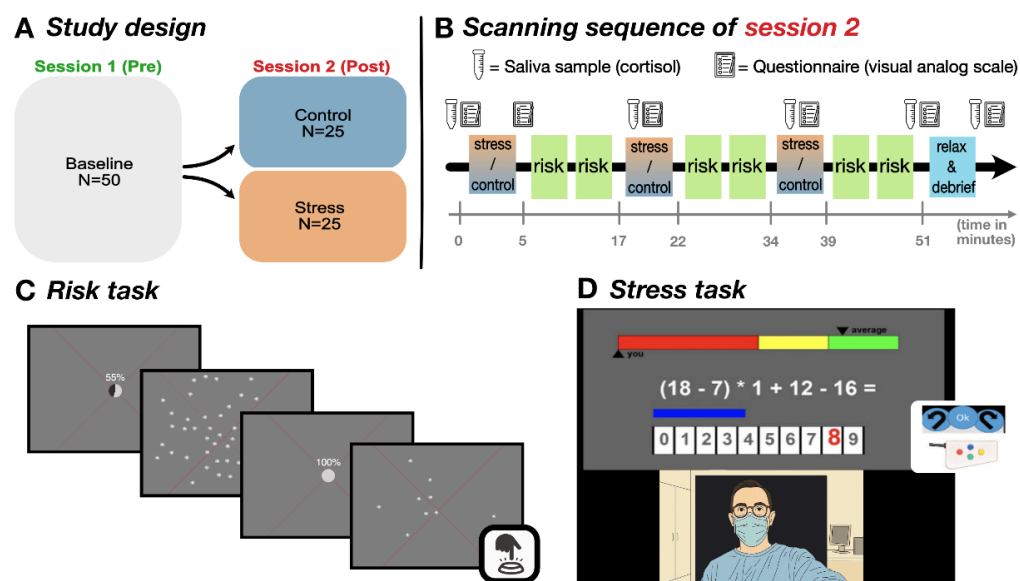 A Study design
Session 1 (Pre)
Session 2 (Post)
Baseline
N=50
Control
N=25
Stress
N=25
B Scanning sequence of session 2
= Saliva sample (cortisol)
= Questionnaire (visual analog scale)
stress
/
control
risk
risk
stress
/
control
risk
risk
stress
/
control
risk
risk
relax
&
debrief
0 5 17 22 34 39 51
(time in
minutes)
C Risk task
55%
100%
D Stress task
average
you
(18 - 7) * 1 + 12 - 16 =
0 1 2 3 4 5 6 7 8 9
Ok